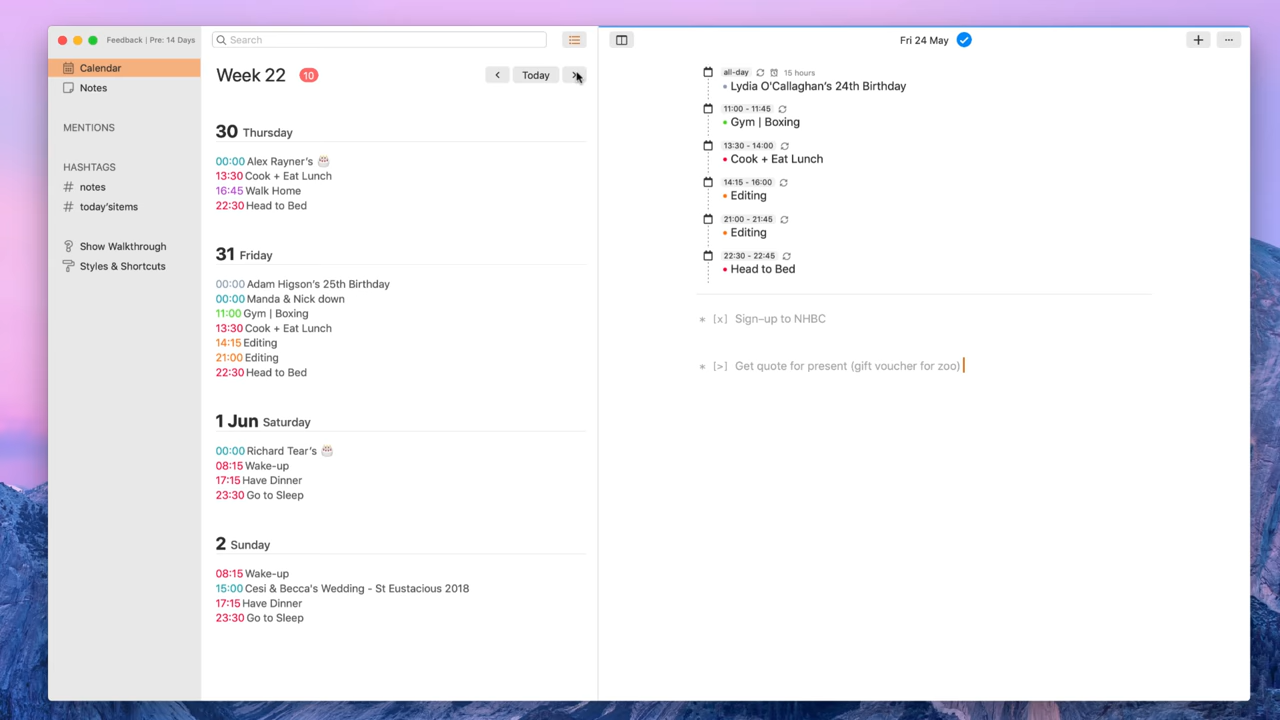 Feedback | Pre: 14 Days
Calendar
Notes
MENTIONS
HASHTAGS
# notes
# today'sitems
Show Walkthrough
Styles & Shortcuts
Search
Week 22 10
< Today >
30 Thursday
00:00 Alex Rayner's 🎂
13:30 Cook + Eat Lunch
16:45 Walk Home
22:30 Head to Bed
31 Friday
00:00 Adam Higson's 25th Birthday
00:00 Manda & Nick down
11:00 Gym | Boxing
13:30 Cook + Eat Lunch
14:15 Editing
21:00 Editing
22:30 Head to Bed
1 Jun Saturday
00:00 Richard Tear's 🎂
08:15 Wake-up
17:15 Have Dinner
23:30 Go to Sleep
2 Sunday
08:15 Wake-up
15:00 Cesi & Becca's Wedding - St Eustacious 2018
17:15 Have Dinner
23:30 Go to Sleep
Fri 24 May
all-day 15 hours
• Lydia O'Callaghan's 24th Birthday
11:00 - 11:45
• Gym | Boxing
13:30 - 14:00
• Cook + Eat Lunch
14:15 - 16:00
• Editing
21:00 - 21:45
• Editing
22:30 - 22:45
• Head to Bed
* [x] Sign–up to NHBC
* [>] Get quote for present (gift voucher for zoo)